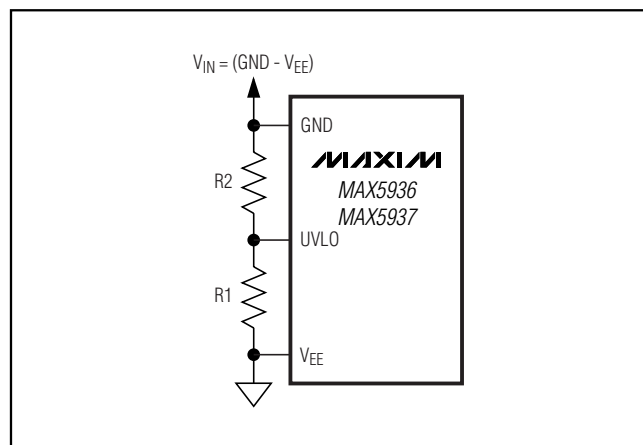 V_IN = (GND - V_EE)
GND
MAXIM
R2
MAX5936
MAX5937
UVLO
R1
V_EE